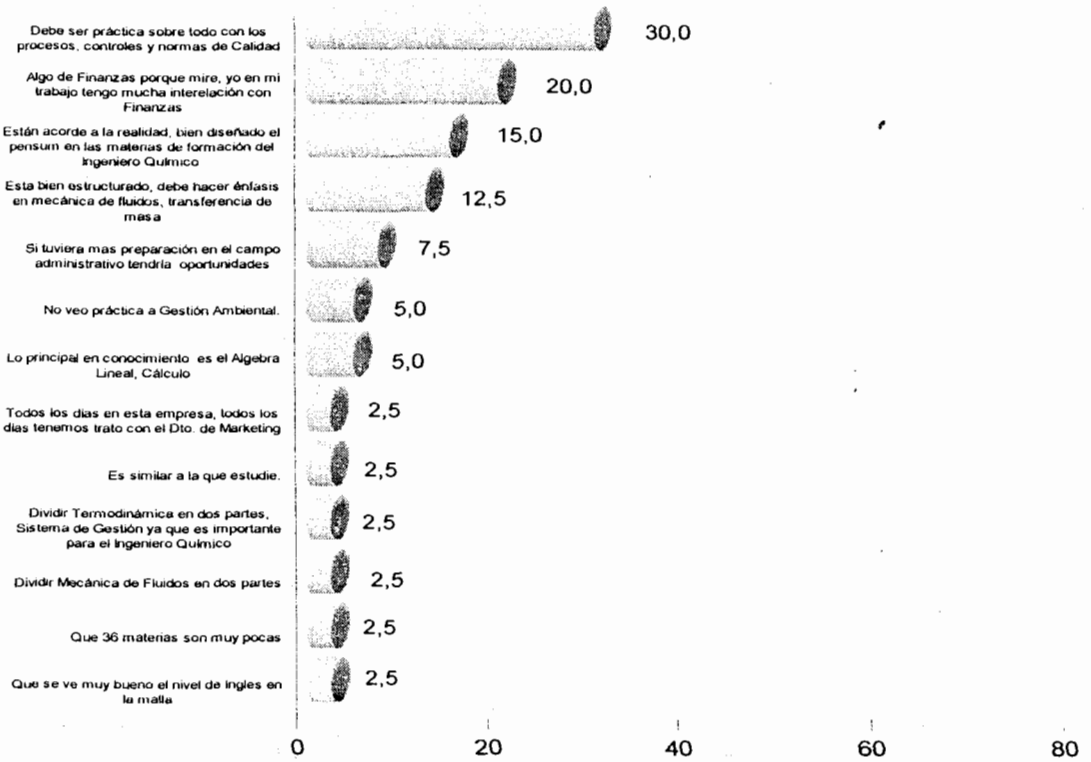 Debe ser práctica sobre todo con los
procesos, controles y normas de Calidad
30,0
Algo de Finanzas porque mire, yo en mi
trabajo tengo mucha interelación con
Finanzas
20,0
Están acorde a la realidad, bien diseñado el
pensum en las materias de formación del
Ingeniero Químico
15,0
Esta bien estructurado, debe hacer énfasis
en mecánica de fluidos, transferencia de
masa
12,5
Si tuviera mas preparación en el campo
administrativo tendría oportunidades
7,5
No veo práctica a Gestión Ambiental.
5,0
Lo principal en conocimiento es el Algebra
Lineal, Cálculo
5,0
Todos los días en esta empresa, todos los
días tenemos trato con el Dto. de Marketing
2,5
Es similar a la que estudie.
2,5
Dividir Termodinámica en dos partes,
Sistema de Gestión ya que es importante
para el Ingeniero Químico
2,5
Dividir Mecánica de Fluidos en dos partes
2,5
Que 36 materias son muy pocas
2,5
Que se ve muy bueno el nivel de ingles en
la malla
2,5
0 20 40 60 80